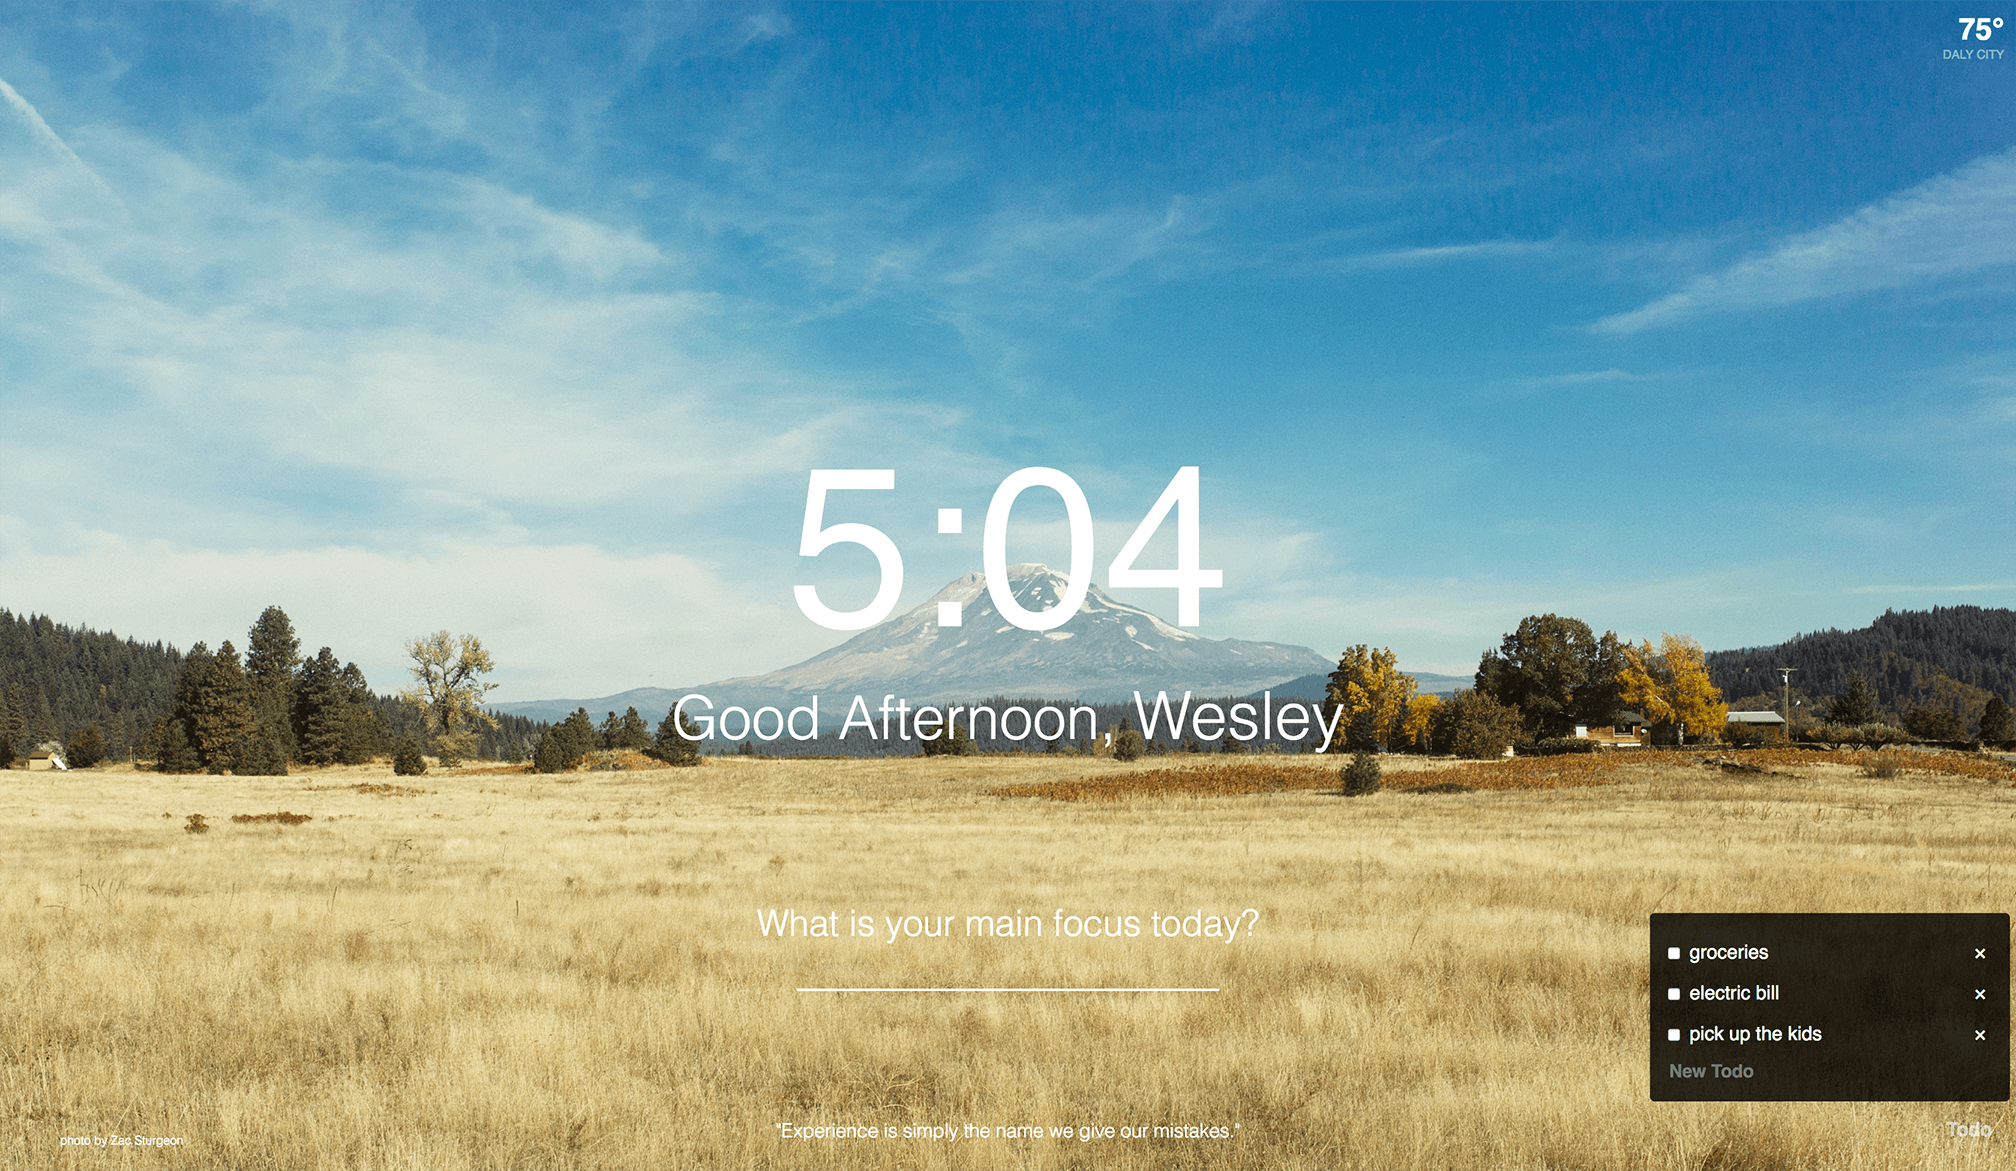 75°
DALY CITY
5:04
Good Afternoon, Wesley
What is your main focus today?
groceries
electric bill
pick up the kids
New Todo
"Experience is simply the name we give our mistakes."
photo by Zac Sturgeon
Todo